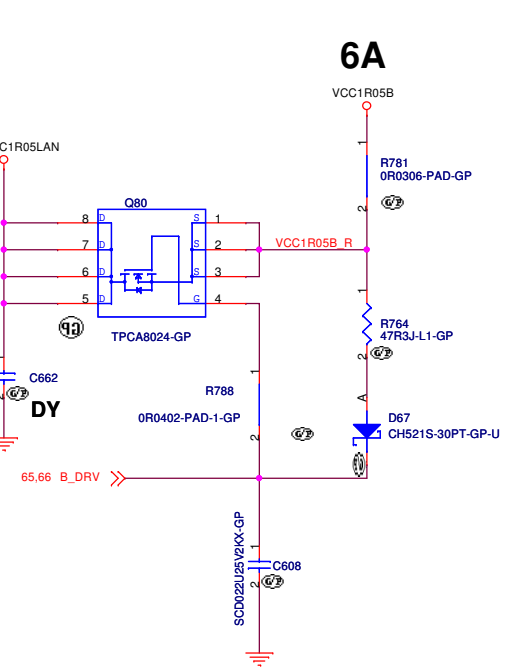 6A
VCC1R05B
C1R05LAN
1
R781
0R0306-PAD-GP
2
G/P
Q80
8 D S 1
7 D S 2
VCC1R05B_R
6 D S 3
5 D G 4
GP
TPCA8024-GP
1
R764
47R3J-L1-GP
2
G/P
C662
2
G/P
DY
1
R788
0R0402-PAD-1-GP
2
G/P
A
D67
CH521S-30PT-GP-U
65,66 B_DRV
SCD022U25V2KX-GP
1
C608
2
G/P